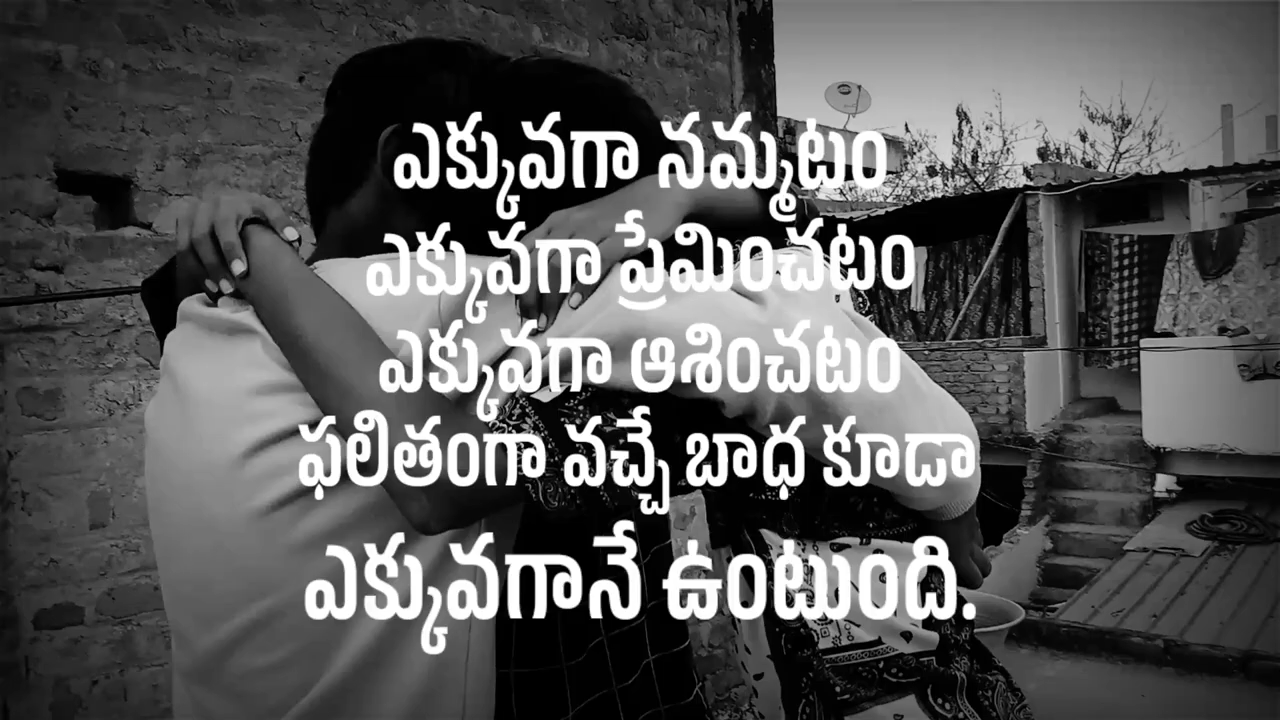 ఎక్కువగా నమ్మటం
ఎక్కువగా ప్రేమించటం
ఎక్కువగా ఆశించటం
ఫలితంగా వచ్చే బాధ కూడా
ఎక్కువగానే ఉంటుంది.